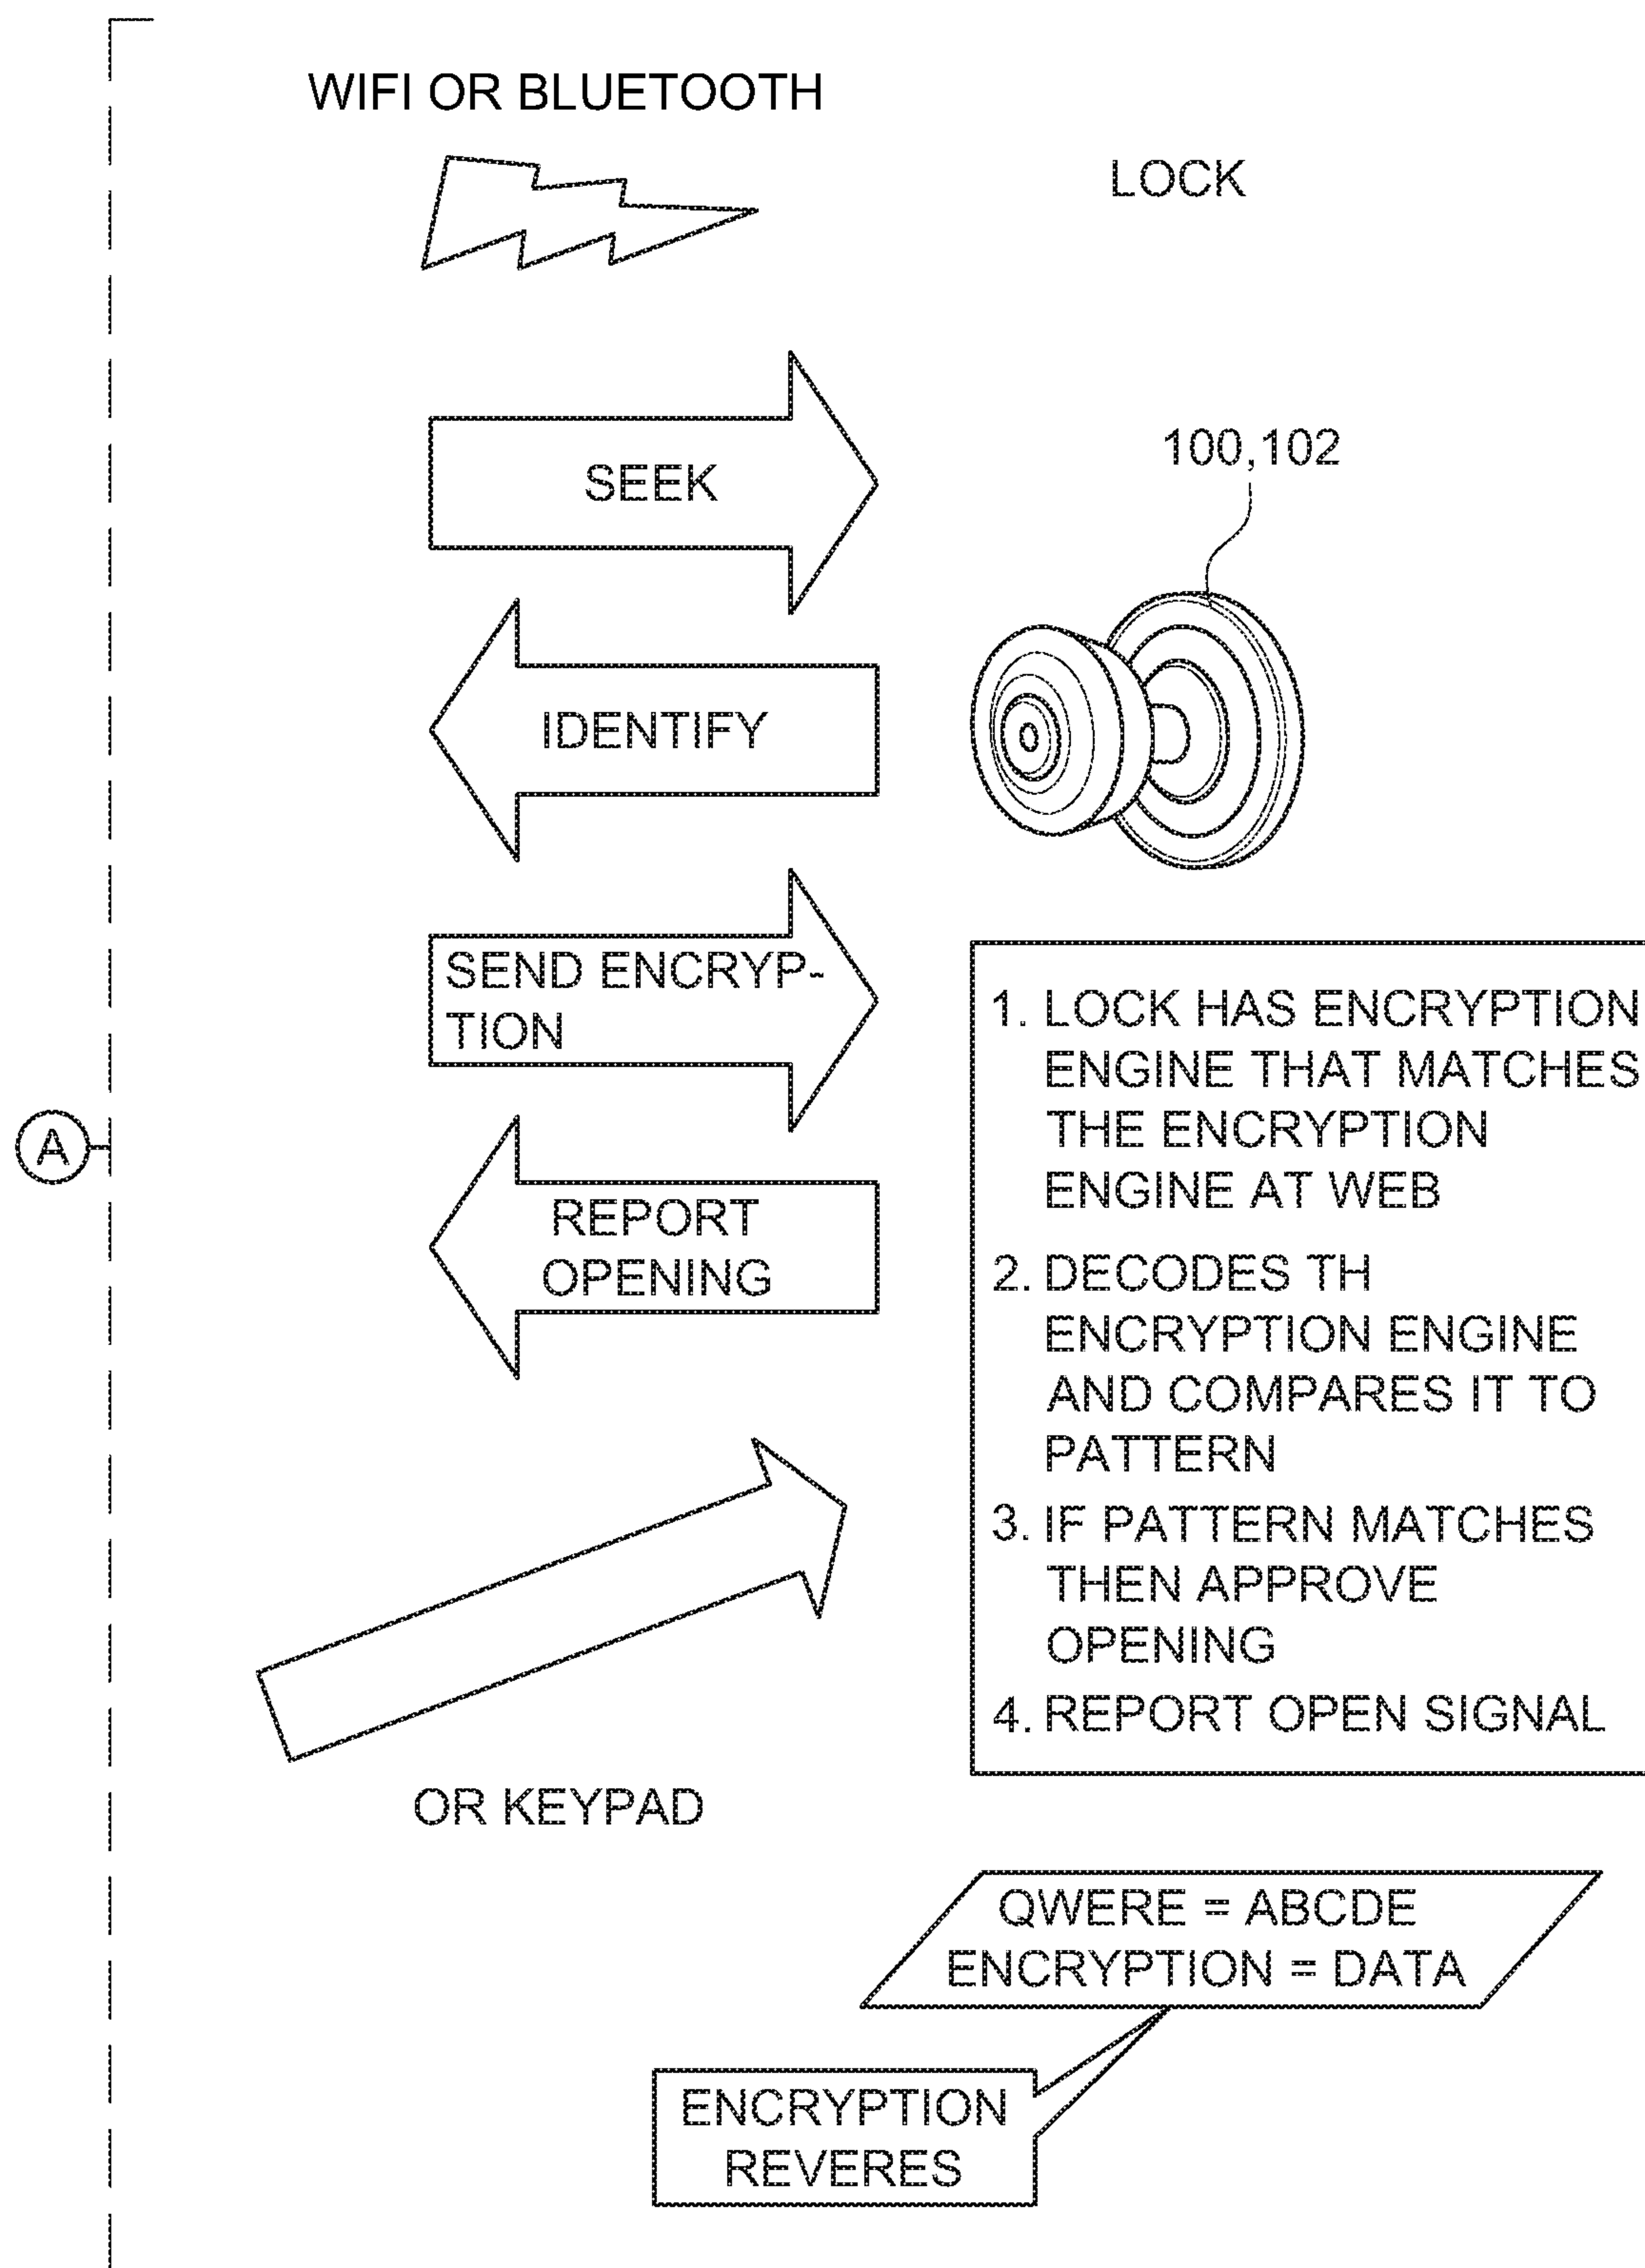 WIFI OR BLUETOOTH
LOCK
SEEK
100,102
IDENTIFY
SEND ENCRYP-
TION
REPORT
OPENING
A
1. LOCK HAS ENCRYPTION
ENGINE THAT MATCHES
THE ENCRYPTION
ENGINE AT WEB
2. DECODES TH
ENCRYPTION ENGINE
AND COMPARES IT TO
PATTERN
3. IF PATTERN MATCHES
THEN APPROVE
OPENING
4. REPORT OPEN SIGNAL
OR KEYPAD
QWERE = ABCDE
ENCRYPTION = DATA
ENCRYPTION
REVERES